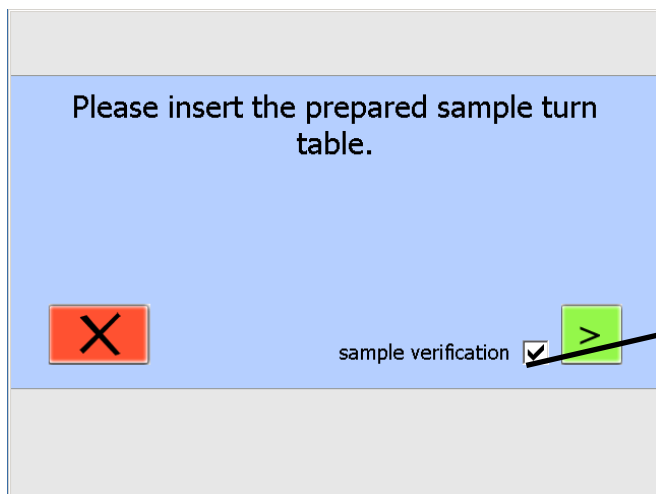 Please insert the prepared sample turn
table.
sample verification
>